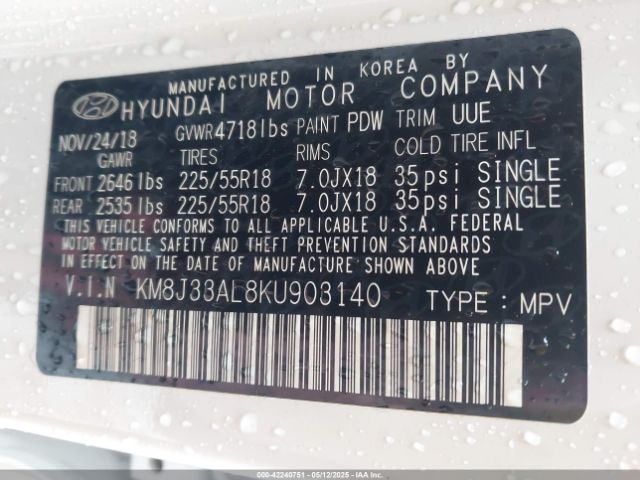 MANUFACTURED IN KOREA BY
HYUNDAI MOTOR COMPANY
NOV/24/18 GVWR4718lbs PAINT PDW TRIM UUE
GAWR TIRES RIMS COLD TIRE INFL
FRONT 2646lbs 225/55R18 7.0JX18 35psi SINGLE
REAR 2535lbs 225/55R18 7.0JX18 35psi SINGLE
THIS VEHICLE CONFORMS TO ALL APPLICABLE U.S.A. FEDERAL
MOTOR VEHICLE SAFETY AND THEFT PREVENTION STANDARDS
IN EFFECT ON THE DATE OF MANUFACTURE SHOWN ABOVE.
V.I.N KM8J33AL8KU903140 TYPE: MPV
000-42240751 - 05/12/2025 - IAAI.COM